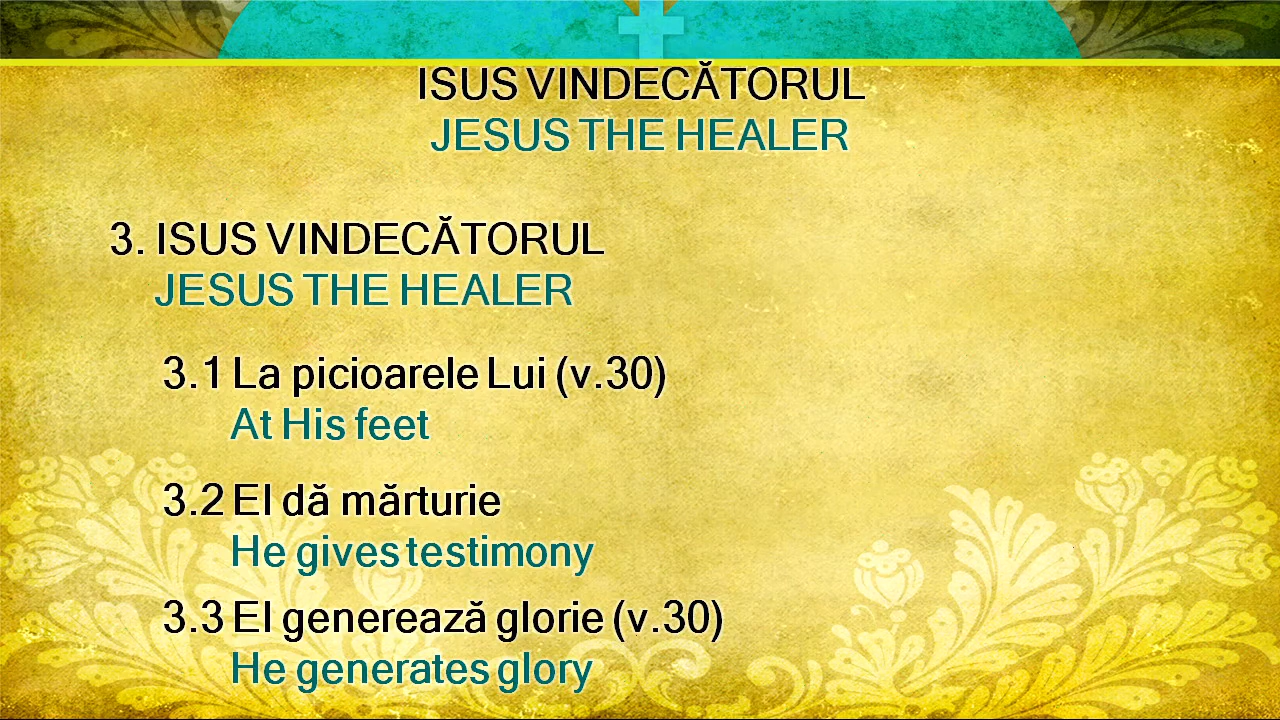 ISUS VINDECĂTORUL
JESUS THE HEALER
3. ISUS VINDECĂTORUL
JESUS THE HEALER
3.1 La picioarele Lui (v.30)
At His feet
3.2 El dă mărturie
He gives testimony
3.3 El generează glorie (v.30)
He generates glory